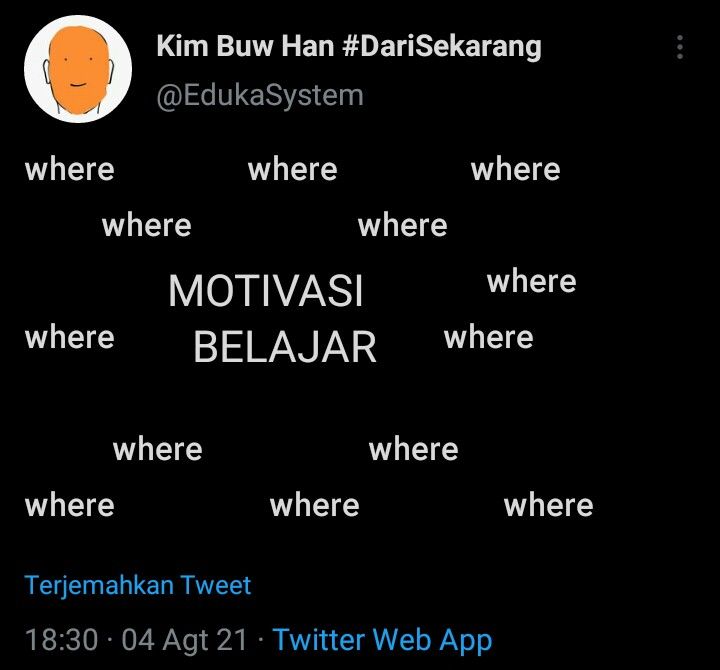 Kim Buw Han #DariSekarang
@EdukaSystem
where where where
where where
MOTIVASI where
where BELAJAR where
where where
where where where
Terjemahkan Tweet
18:30 · 04 Agt 21 · Twitter Web App